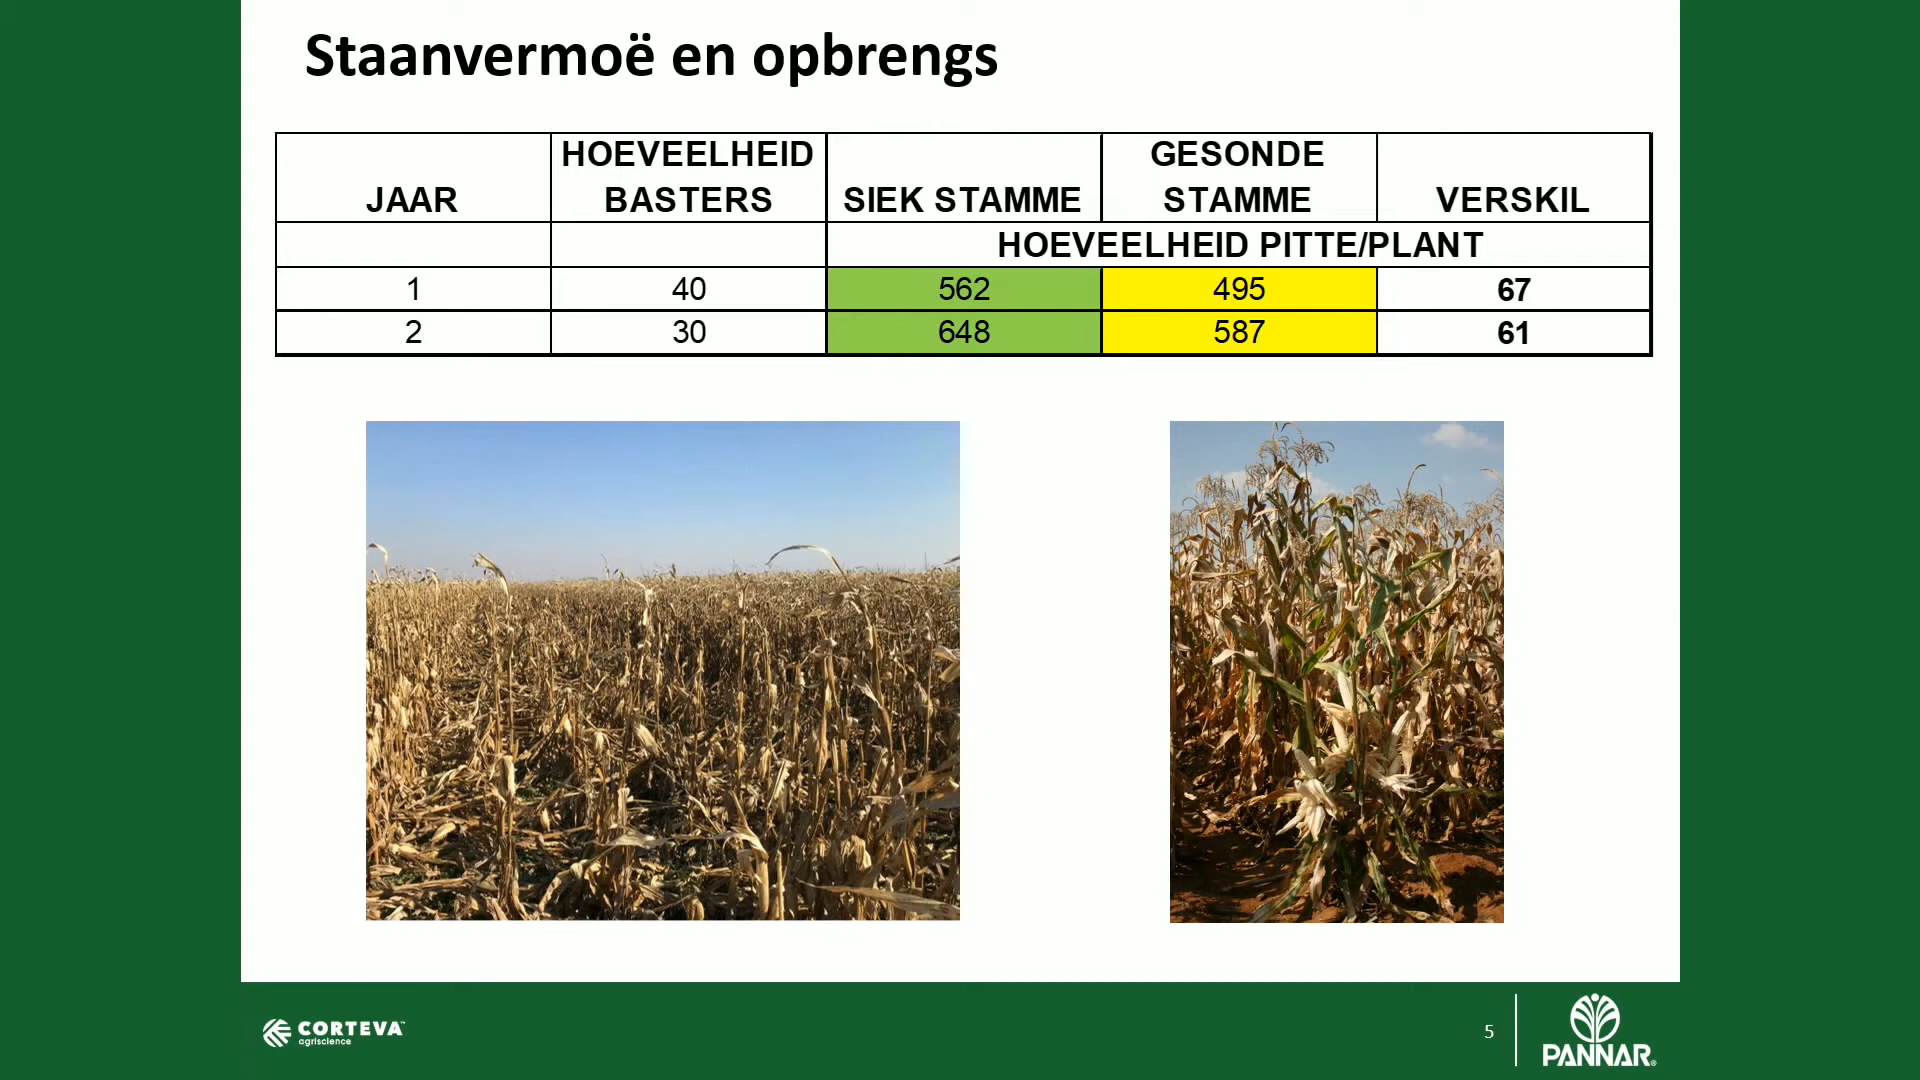 Staanvermoë en opbrengs
JAAR
HOEVEELHEID
BASTERS
SIEK STAMME
GESONDE
STAMME
VERSKIL
HOEVEELHEID PITTE/PLANT
1 40 562 495 67
2 30 648 587 61
CORTEVA™
agriscience
5
PANNAR®